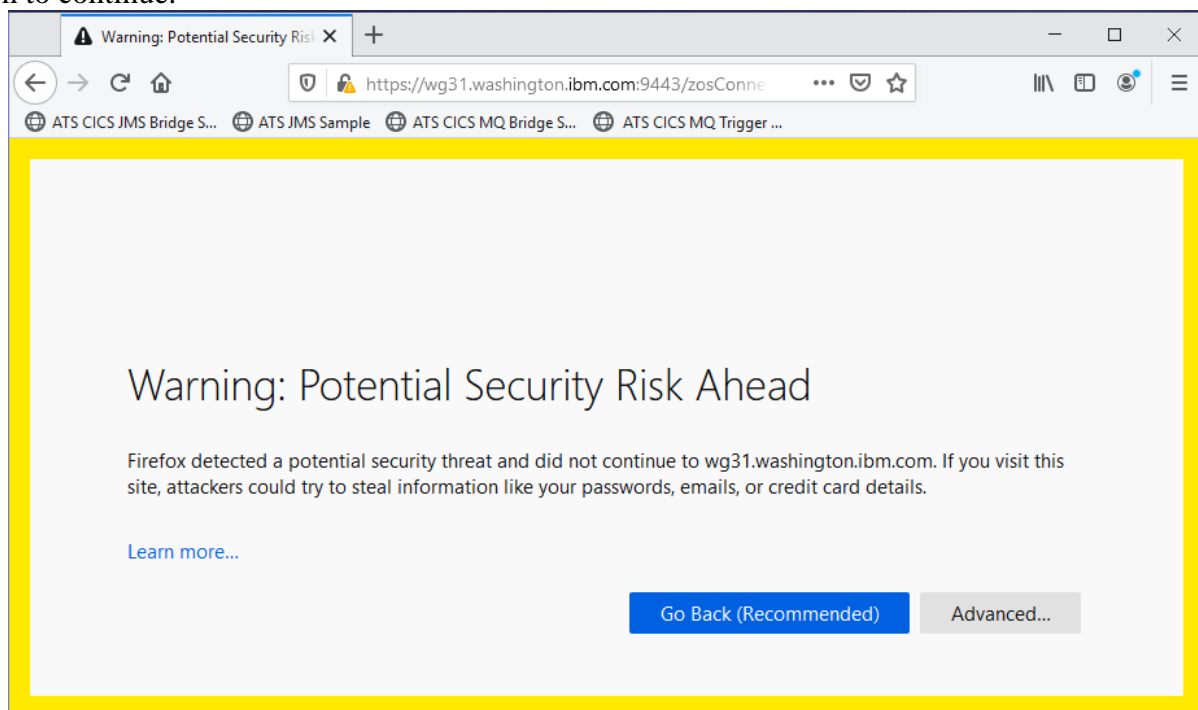 n to continue.
Warning: Potential Security Ris
https://wg31.washington.ibm.com:9443/zosConne
ATS CICS JMS Bridge S... ATS JMS Sample ATS CICS MQ Bridge S... ATS CICS MQ Trigger ...
Warning: Potential Security Risk Ahead
Firefox detected a potential security threat and did not continue to wg31.washington.ibm.com. If you visit this
site, attackers could try to steal information like your passwords, emails, or credit card details.
Learn more...
Go Back (Recommended) Advanced...